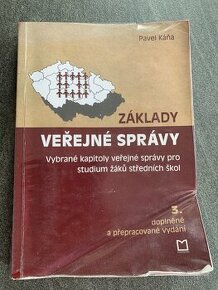 Pavel Káňa
ZÁKLADY
VEŘEJNÉ SPRÁVY
Vybrané kapitoly veřejné správy pro
studium žáků středních škol
3.
doplněné
a přepracované vydání